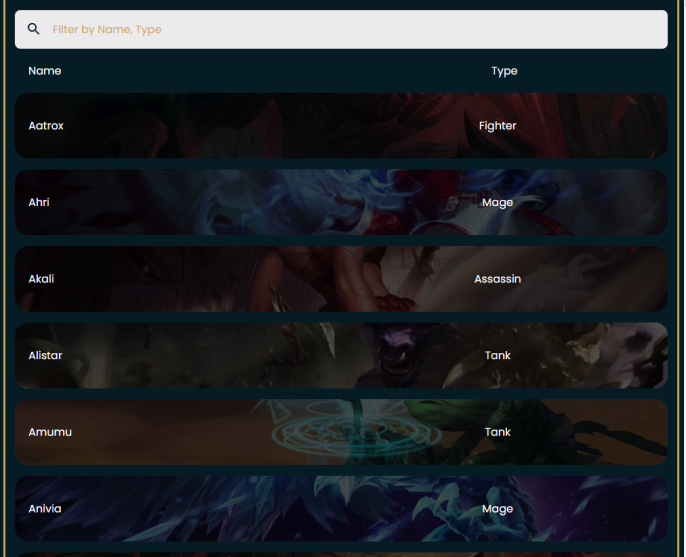 Filter by Name, Type
Name Type
Aatrox Fighter
Ahri Mage
Akali Assassin
Alistar Tank
Amumu Tank
Anivia Mage